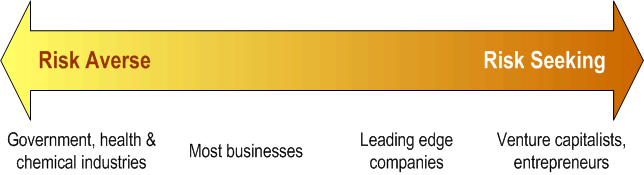 Risk Averse
Risk Seeking
Government, health &
chemical industries
Most businesses
Leading edge
companies
Venture capitalists,
entrepreneurs